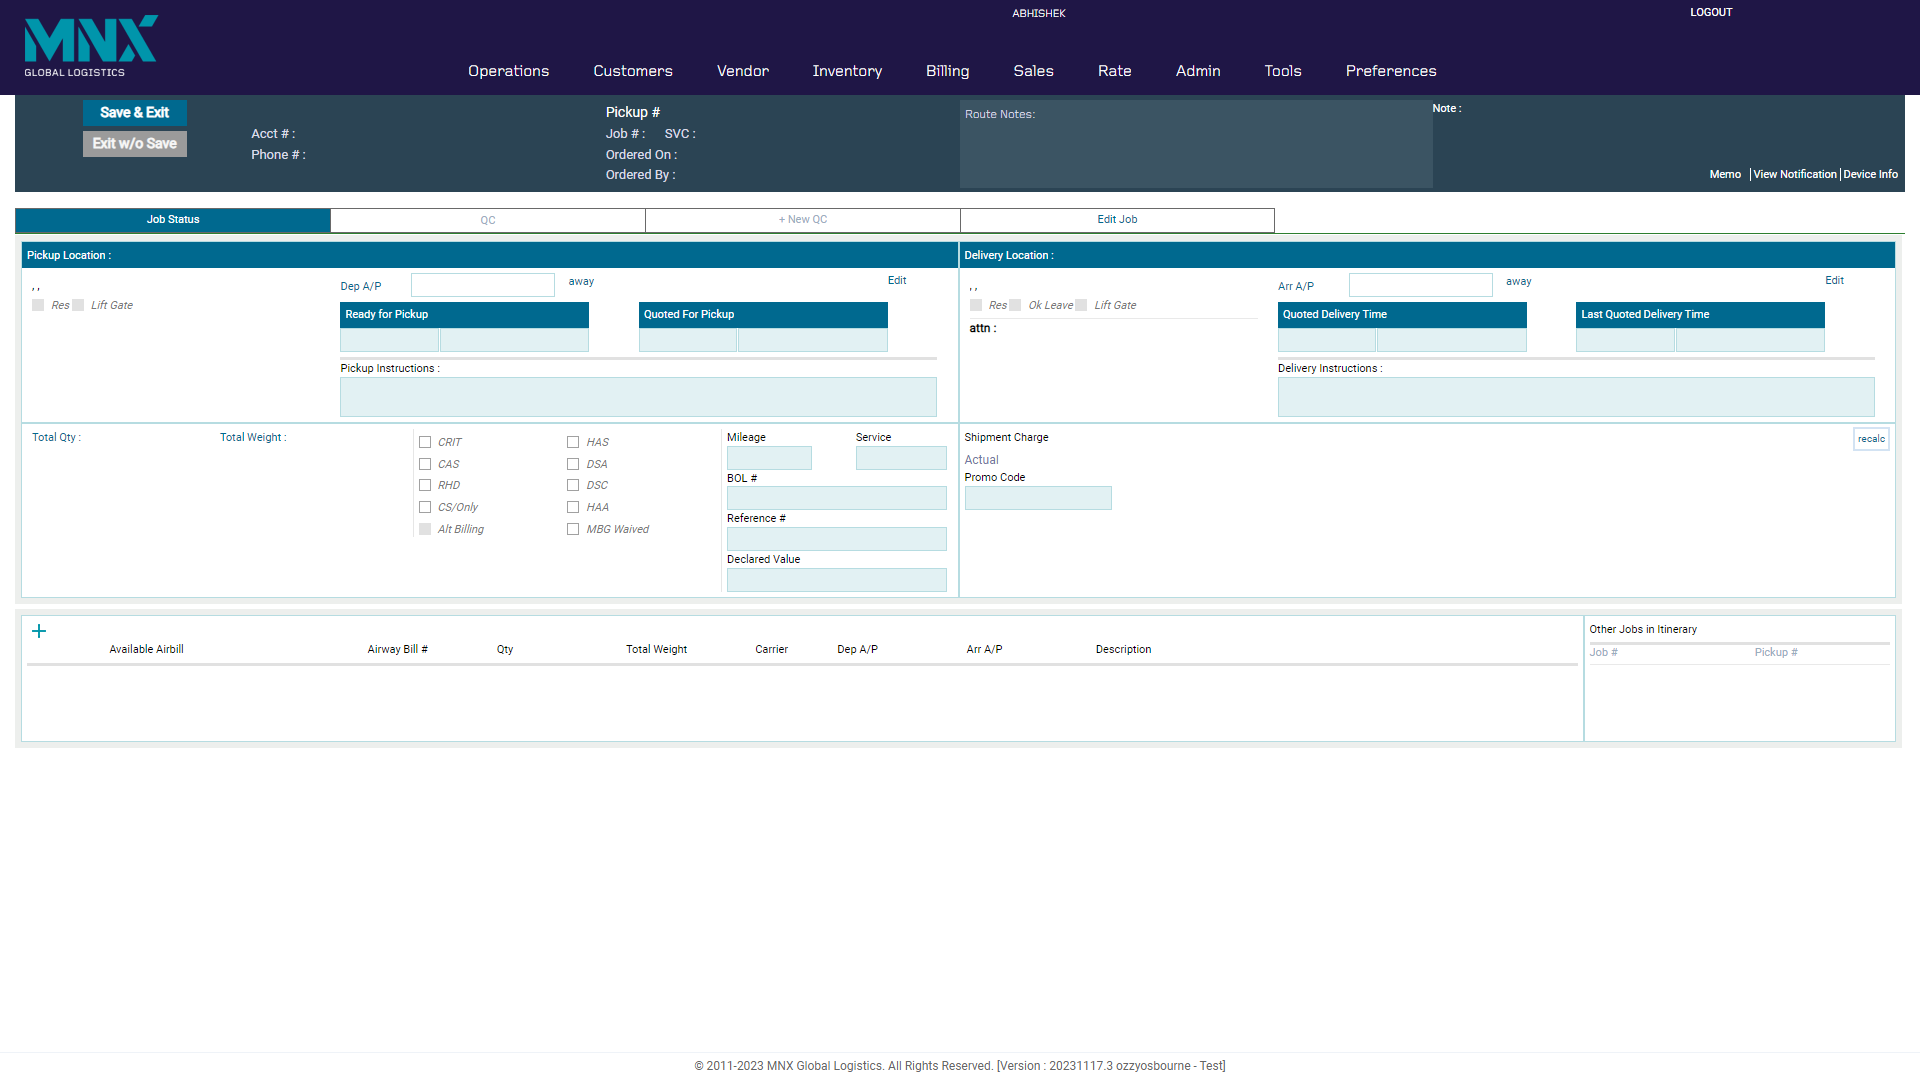 ABHISHEK
LOGOUT
MNX
GLOBAL LOGISTICS
Operations Customers Vendor Inventory Billing Sales Rate Admin Tools Preferences
Save & Exit
Exit w/o Save
Acct # :
Phone # :
Pickup #
Job # : SVC :
Ordered On :
Ordered By :
Route Notes:
Note :
Memo | View Notification | Device Info
Job Status QC + New QC Edit Job
Pickup Location :
, ,
Res Lift Gate
Dep A/P away Edit
Ready for Pickup Quoted For Pickup
Pickup Instructions :
Delivery Location :
, ,
Res Ok Leave Lift Gate
attn :
Arr A/P away Edit
Quoted Delivery Time Last Quoted Delivery Time
Delivery Instructions :
Total Qty : Total Weight :
CRIT HAS
CAS DSA
RHD DSC
CS/Only HAA
Alt Billing MBG Waived
Mileage Service
BOL #
Reference #
Declared Value
Shipment Charge recalc
Actual
Promo Code
+
Available Airbill Airway Bill # Qty Total Weight Carrier Dep A/P Arr A/P Description
Other Jobs in Itinerary
Job # Pickup #
© 2011-2023 MNX Global Logistics. All Rights Reserved. [Version : 20231117.3 ozzyosbourne - Test]